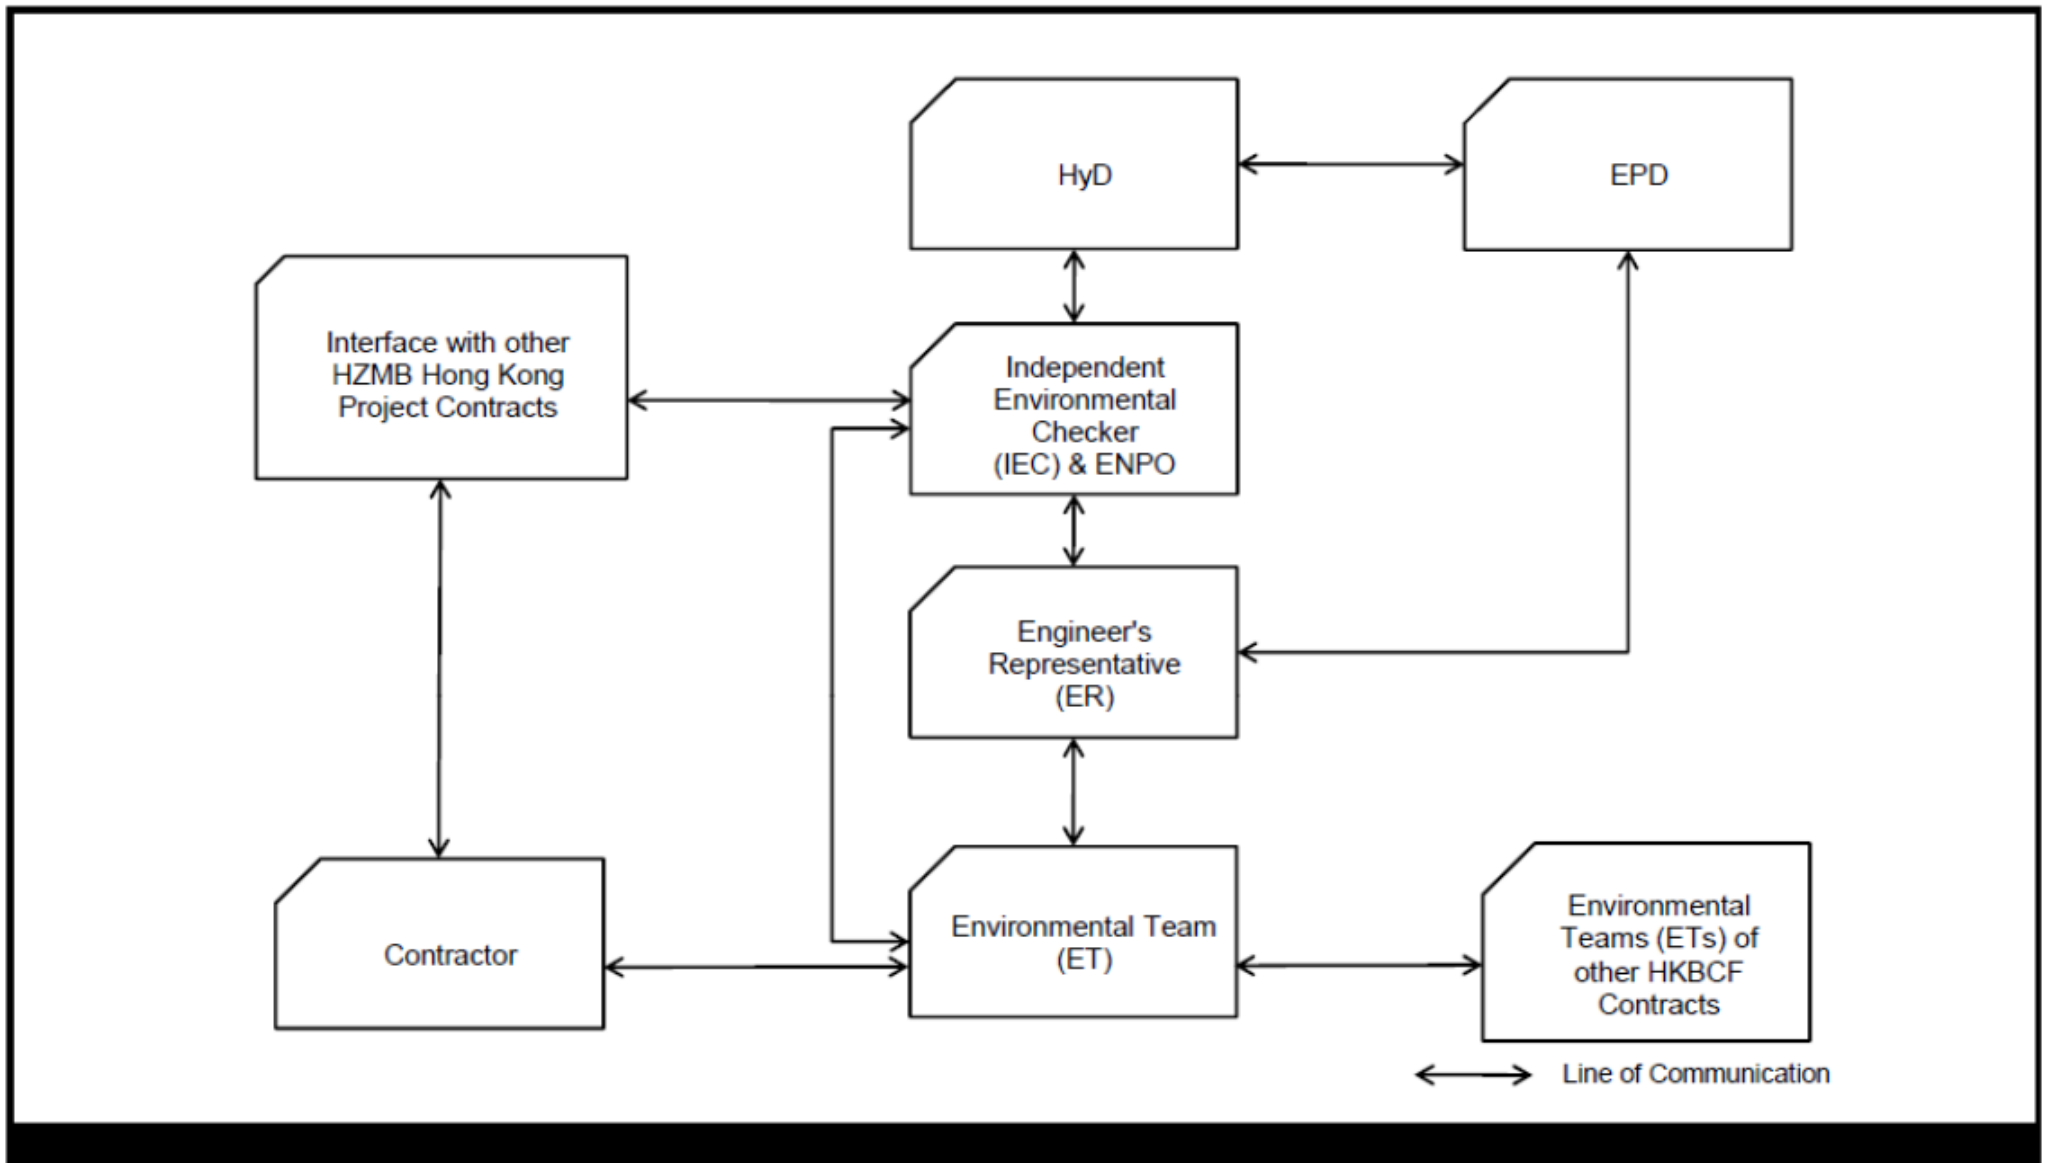 HyD
EPD
Interface with other
HZMB Hong Kong
Project Contracts
Independent
Environmental
Checker
(IEC) & ENPO
Engineer's
Representative
(ER)
Contractor
Environmental Team
(ET)
Environmental
Teams (ETs) of
other HKBCF
Contracts
Line of Communication